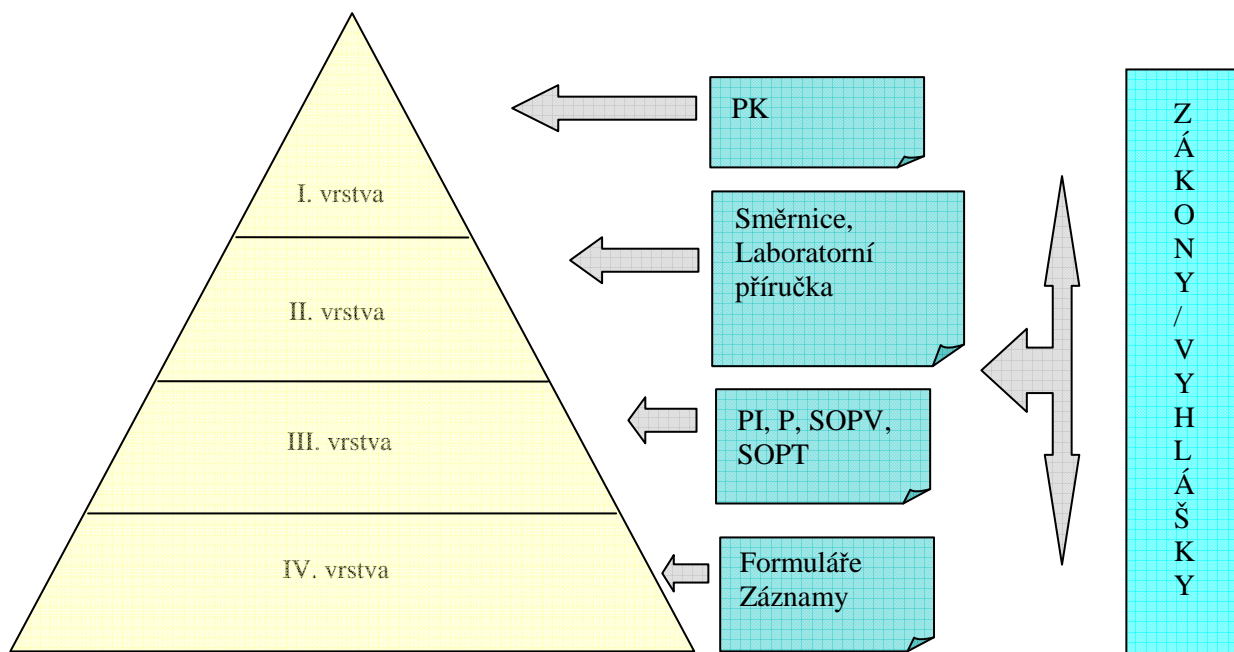 I. vrstva
II. vrstva
III. vrstva
IV. vrstva
PK
Směrnice,
Laboratorní
příručka
PI, P, SOPV,
SOPT
Formuláře
Záznamy
Z
Á
K
O
N
Y
/
V
Y
H
L
Á
Š
K
Y